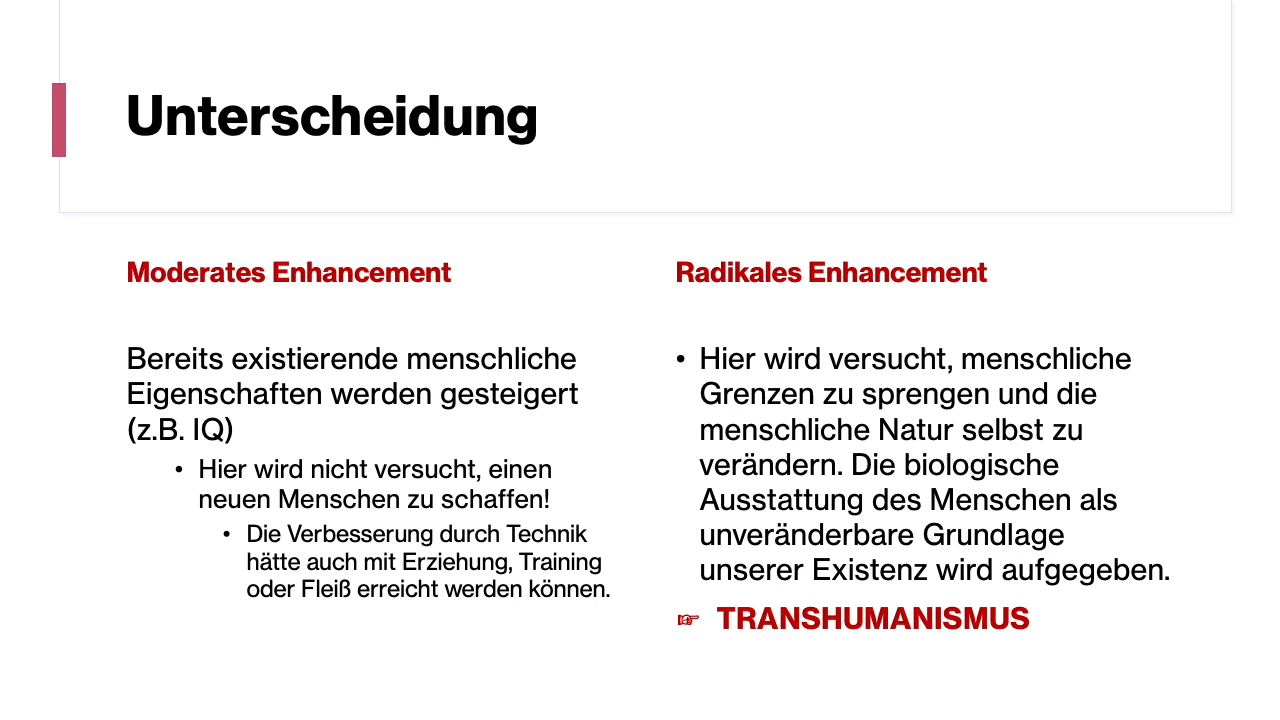 Unterscheidung
Moderates Enhancement
Bereits existierende menschliche
Eigenschaften werden gesteigert
(z.B. IQ)
• Hier wird nicht versucht, einen
neuen Menschen zu schaffen!
• Die Verbesserung durch Technik
hätte auch mit Erziehung, Training
oder Fleiß erreicht werden können.
Radikales Enhancement
• Hier wird versucht, menschliche
Grenzen zu sprengen und die
menschliche Natur selbst zu
verändern. Die biologische
Ausstattung des Menschen als
unveränderbare Grundlage
unserer Existenz wird aufgegeben.
☞ TRANSHUMANISMUS